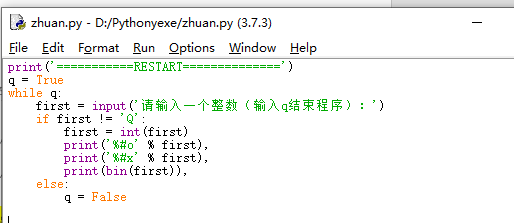 zhuan.py - D:/Pythonyexe/zhuan.py (3.7.3)
File Edit Format Run Options Window Help
print('===========RESTART==============')
q = True
while q:
    first = input('请输入一个整数（输入q结束程序）：')
    if first != 'Q':
        first = int(first)
        print('%#o' % first),
        print('%#x' % first),
        print(bin(first)),
    else:
        q = False